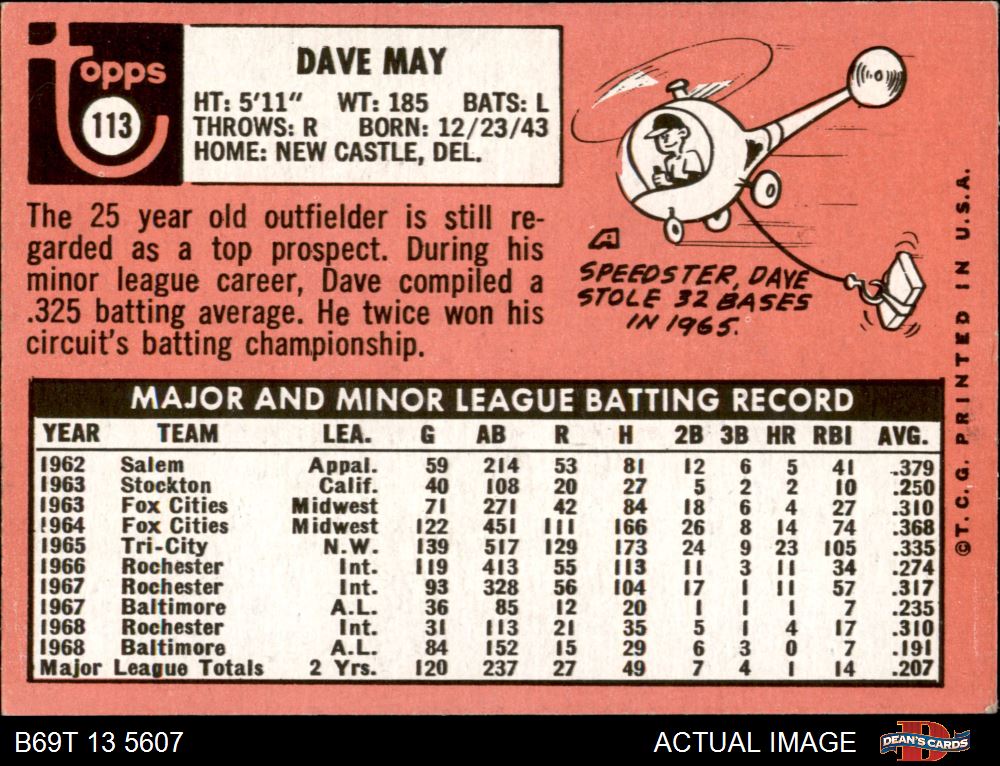 Topps
113
DAVE MAY
HT: 5'11" WT: 185 BATS: L
THROWS: R BORN: 12/23/43
HOME: NEW CASTLE, DEL.
The 25 year old outfielder is still re-
garded as a top prospect. During his
minor league career, Dave compiled a
.325 batting average. He twice won his
circuit's batting championship.
A
SPEEDSTER, DAVE
STOLE 32 BASES
IN 1965.
MAJOR AND MINOR LEAGUE BATTING RECORD
YEAR TEAM LEA. G AB R H 2B 3B HR RBI AVG.
1962 Salem Appal. 59 214 53 81 12 6 5 41 .379
1963 Stockton Calif. 40 108 20 27 5 2 2 10 .250
1963 Fox Cities Midwest 71 271 42 84 18 6 4 27 .310
1964 Fox Cities Midwest 122 451 111 166 26 8 14 74 .368
1965 Tri-City N.W. 139 517 129 173 24 9 23 105 .335
1966 Rochester Int. 119 413 55 113 11 3 11 34 .274
1967 Rochester Int. 93 328 56 104 17 1 11 57 .317
1967 Baltimore A.L. 36 85 12 20 1 1 1 7 .235
1968 Rochester Int. 31 113 21 35 5 1 4 17 .310
1968 Baltimore A.L. 84 152 15 29 6 3 0 7 .191
Major League Totals 2 Yrs. 120 237 27 49 7 4 1 14 .207
©T. C. G. PRINTED IN U.S.A.
B69T 13 5607
ACTUAL IMAGE
DEAN'S CARDS